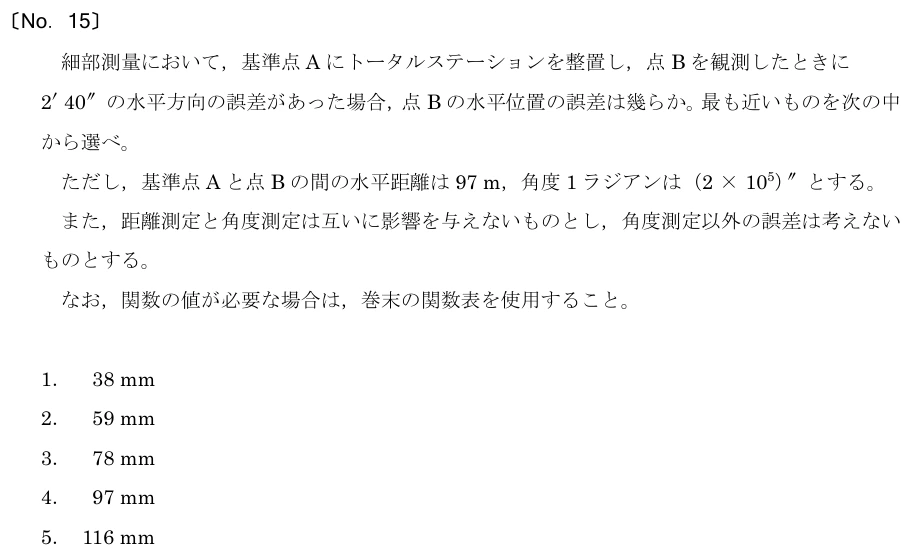 〔No. 15〕
細部測量において，基準点 A にトータルステーションを整置し，点 B を観測したときに
2′ 40″ の水平方向の誤差があった場合，点 B の水平位置の誤差は幾らか。最も近いものを次の中
から選べ。
ただし，基準点 A と点 B の間の水平距離は 97 m，角度 1 ラジアンは（2 × 10⁵）″ とする。
また，距離測定と角度測定は互いに影響を与えないものとし，角度測定以外の誤差は考えない
ものとする。
なお，関数の値が必要な場合は，巻末の関数表を使用すること。
1. 38 mm
2. 59 mm
3. 78 mm
4. 97 mm
5. 116 mm